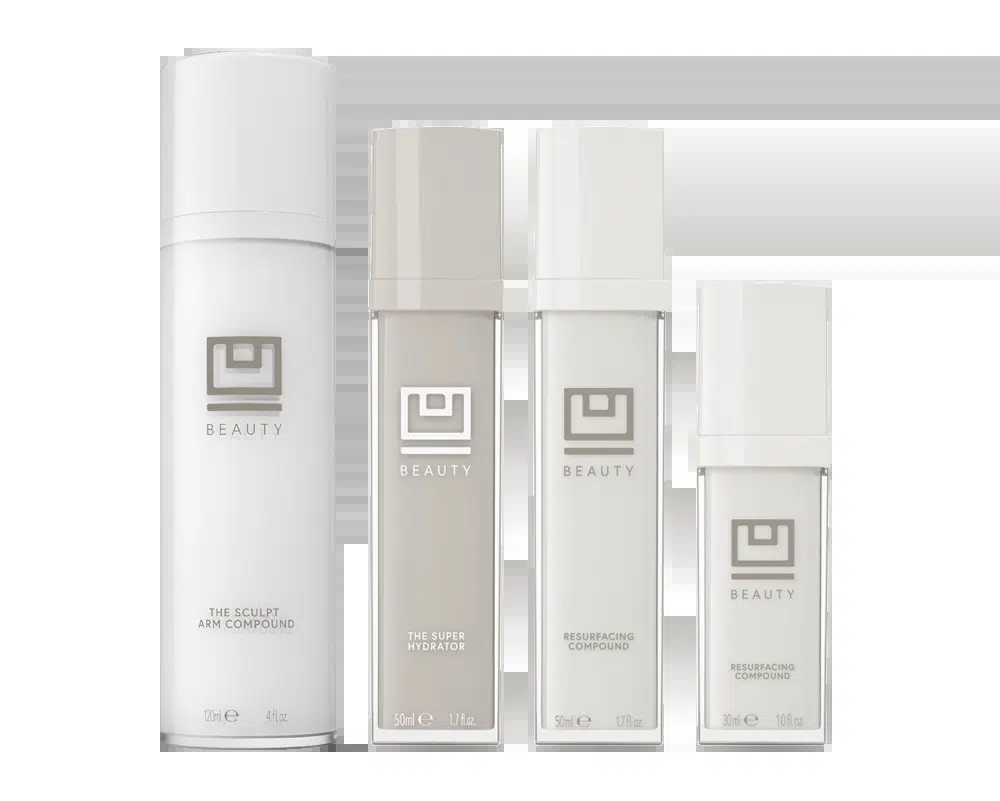 BEAUTY
THE SCULPT
ARM COMPOUND
120ml ℮ 4 fl.oz.
BEAUTY
THE SUPER
HYDRATOR
50ml ℮ 1.7 fl.oz.
BEAUTY
RESURFACING
COMPOUND
50ml ℮ 1.7 fl.oz.
BEAUTY
RESURFACING
COMPOUND
30ml ℮ 1.0 fl.oz.